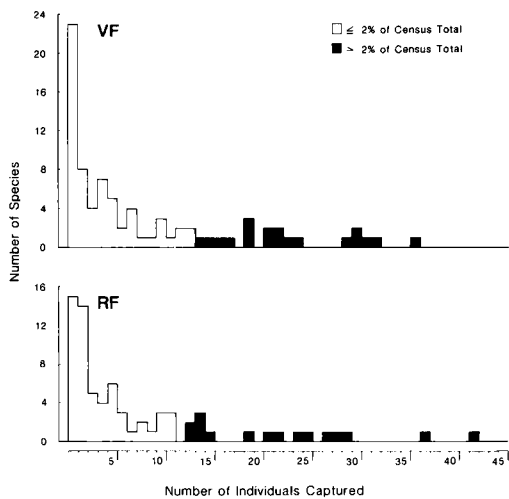 24
20
16
12
8
4
0
VF
≤ 2% of Census Total
> 2% of Census Total
Number of Species
16
12
8
4
0
RF
5 10 15 20 25 30 35 40 45
Number of Individuals Captured